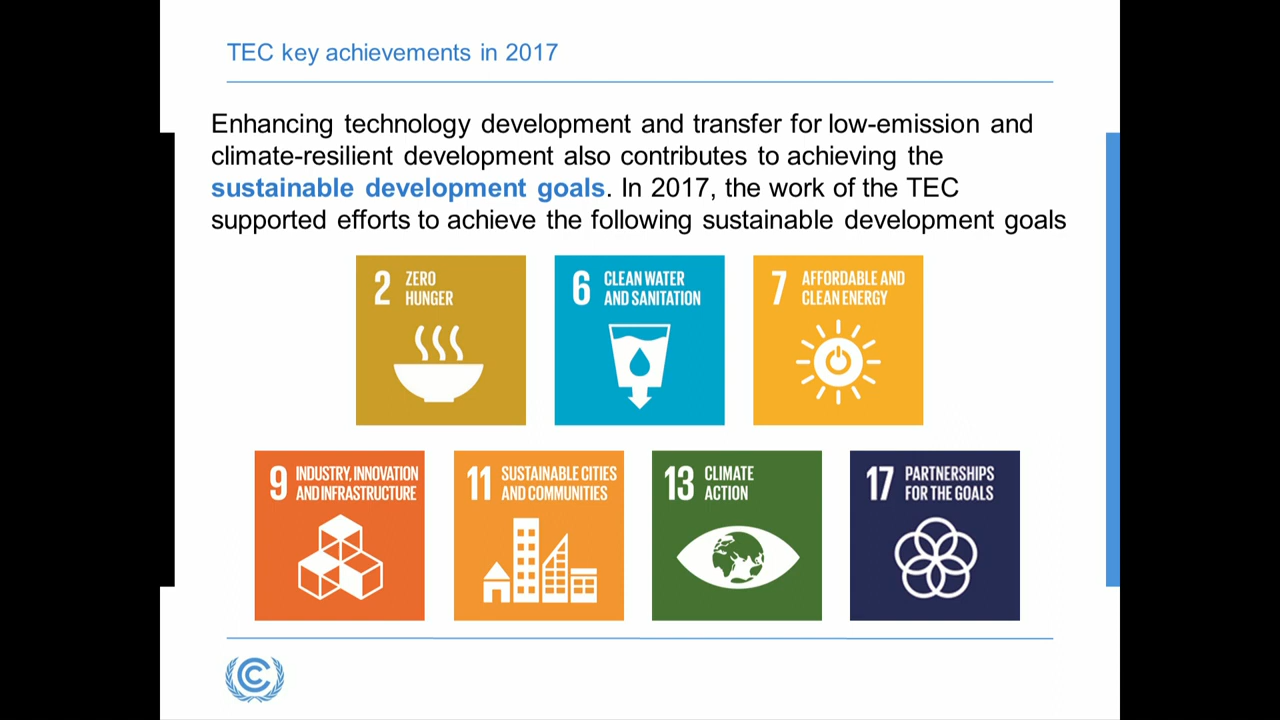 TEC key achievements in 2017
Enhancing technology development and transfer for low-emission and
climate-resilient development also contributes to achieving the
sustainable development goals. In 2017, the work of the TEC
supported efforts to achieve the following sustainable development goals
2 ZERO
HUNGER
6 CLEAN WATER
AND SANITATION
7 AFFORDABLE AND
CLEAN ENERGY
9 INDUSTRY, INNOVATION
AND INFRASTRUCTURE
11 SUSTAINABLE CITIES
AND COMMUNITIES
13 CLIMATE
ACTION
17 PARTNERSHIPS
FOR THE GOALS